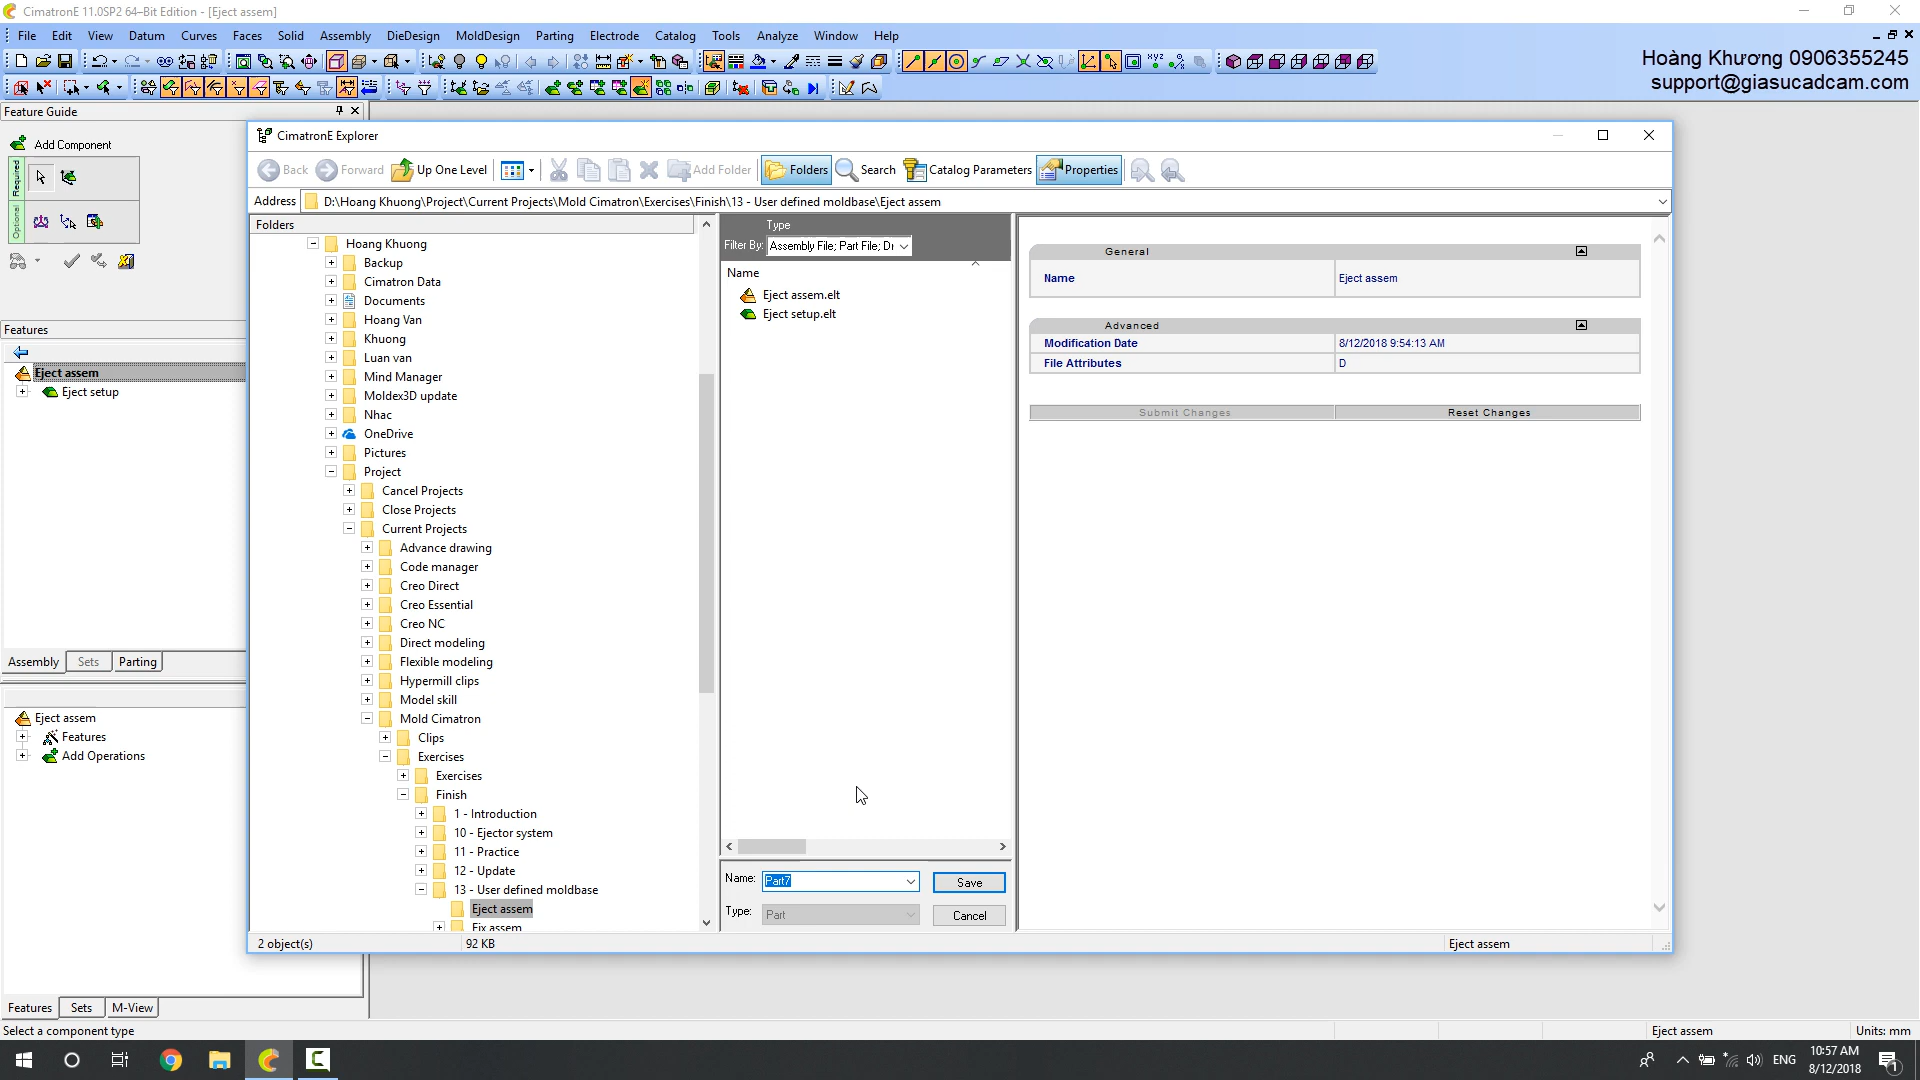 CimatronE 11.0SP2 64–Bit Edition - [Eject assem]
File Edit View Datum Curves Faces Solid Assembly DieDesign MoldDesign Parting Electrode Catalog Tools Analyze Window Help
Hoàng Khương 0906355245
support@giasucadcam.com
Feature Guide
Add Component
Required
Optional
Features
Eject assem
Eject setup
Assembly Sets Parting
Eject assem
Features
Add Operations
Features Sets M-View
CimatronE Explorer
Back Forward Up One Level Add Folder Folders Search Catalog Parameters Properties
Address D:\Hoang Khuong\Project\Current Projects\Mold Cimatron\Exercises\Finish\13 - User defined moldbase\Eject assem
Folders
Hoang Khuong
Backup
Cimatron Data
Documents
Hoang Van
Khuong
Luan van
Mind Manager
Moldex3D update
Nhac
OneDrive
Pictures
Project
Cancel Projects
Close Projects
Current Projects
Advance drawing
Code manager
Creo Direct
Creo Essential
Creo NC
Direct modeling
Flexible modeling
Hypermill clips
Model skill
Mold Cimatron
Clips
Exercises
Exercises
Finish
1 - Introduction
10 - Ejector system
11 - Practice
12 - Update
13 - User defined moldbase
Eject assem
Fix assem
Type
Filter By: Assembly File; Part File; Dr
Name
Eject assem.elt
Eject setup.elt
Name: Part7 Save
Type: Part Cancel
General
Name Eject assem
Advanced
Modification Date 8/12/2018 9:54:13 AM
File Attributes D
Submit Changes Reset Changes
2 object(s) 92 KB Eject assem
Select a component type Eject assem Units: mm
ENG 10:57 AM
8/12/2018
1